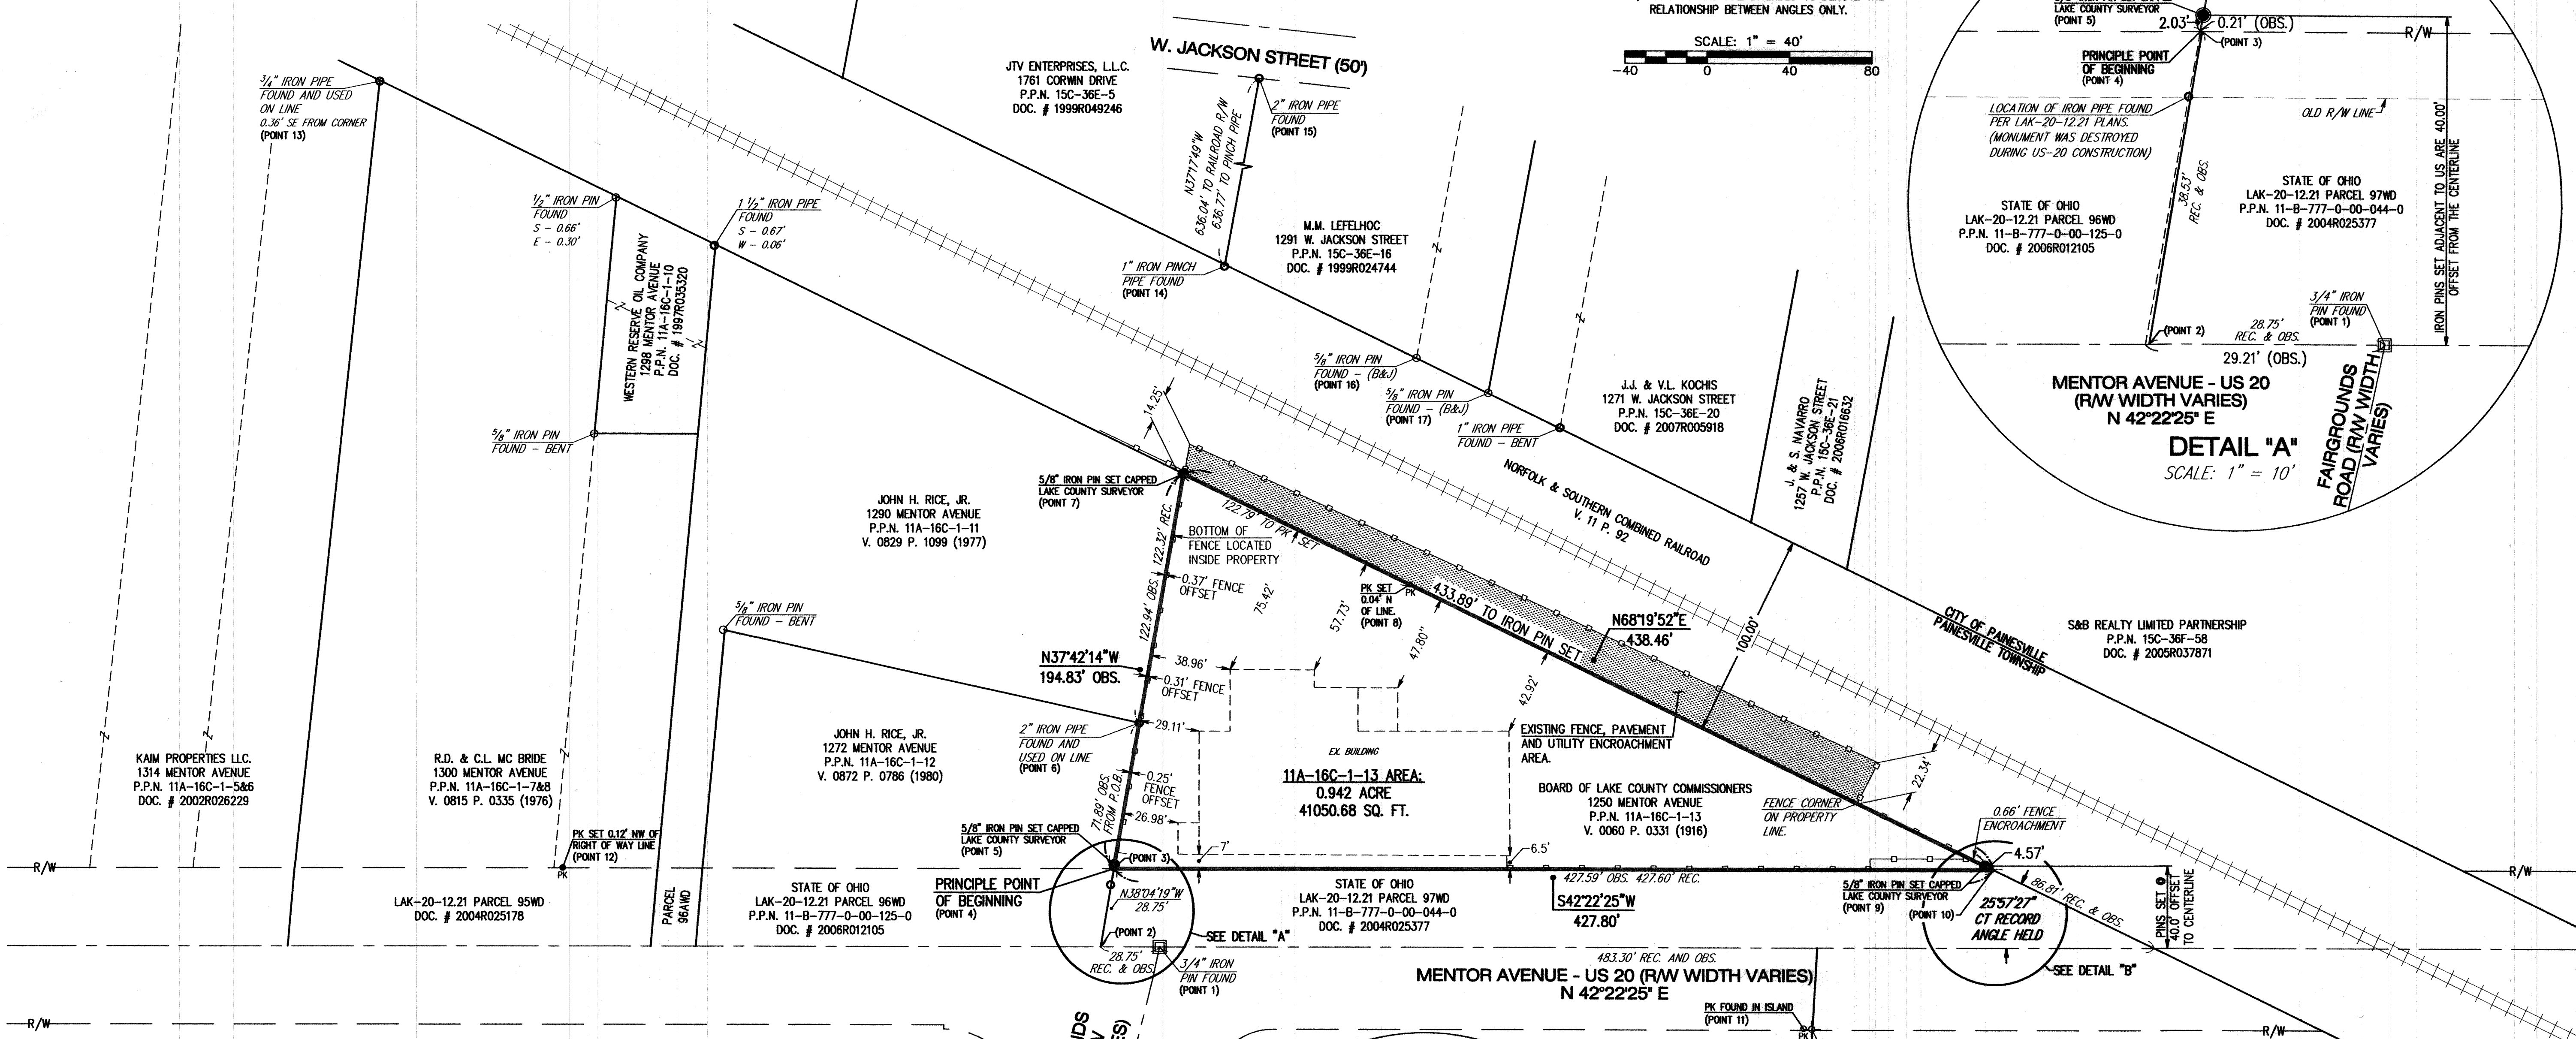 RELATIONSHIP BETWEEN ANGLES ONLY.
SCALE: 1" = 40'
-40 0 40 80
W. JACKSON STREET (50')
JTV ENTERPRISES, L.L.C.
1761 CORWIN DRIVE
P.P.N. 15C-36E-5
DOC. # 1999R049246
3/4" IRON PIPE
FOUND AND USED
ON LINE
0.36' SE FROM CORNER
(POINT 13)
2" IRON PIPE
FOUND
(POINT 15)
N37°17'49"W
636.04' TO RAILROAD R/W
636.77' TO PINCH PIPE
1/2" IRON PIN
FOUND
S - 0.66'
E - 0.30'
1 1/2" IRON PIPE
FOUND
S - 0.67'
W - 0.06'
WESTERN RESERVE OIL COMPANY
1298 MENTOR AVENUE
P.P.N. 11A-16C-1-10
DOC. # 1997R035320
M.M. LEFELHOC
1291 W. JACKSON STREET
P.P.N. 15C-36E-16
DOC. # 1999R024744
1" IRON PINCH
PIPE FOUND
(POINT 14)
5/8" IRON PIN
FOUND - (B&J)
(POINT 16)
5/8" IRON PIN
FOUND - (B&J)
(POINT 17)
1" IRON PIPE
FOUND - BENT
J.J. & V.L. KOCHIS
1271 W. JACKSON STREET
P.P.N. 15C-36E-20
DOC. # 2007R005918
J. & S. NAVARRO
1257 W. JACKSON STREET
P.P.N. 15C-36E-21
DOC. # 2006R016632
LAKE COUNTY SURVEYOR
(POINT 5)
2.03'
0.21' (OBS.)
(POINT 3)
R/W
PRINCIPLE POINT
OF BEGINNING
(POINT 4)
LOCATION OF IRON PIPE FOUND
PER LAK-20-12.21 PLANS.
(MONUMENT WAS DESTROYED
DURING US-20 CONSTRUCTION)
OLD R/W LINE
38.53'
REC. & OBS.
STATE OF OHIO
LAK-20-12.21 PARCEL 97WD
P.P.N. 11-B-777-0-00-044-0
DOC. # 2004R025377
STATE OF OHIO
LAK-20-12.21 PARCEL 96WD
P.P.N. 11-B-777-0-00-125-0
DOC. # 2006R012105
IRON PINS SET ADJACENT TO US ARE 40.00'
OFFSET FROM THE CENTERLINE
3/4" IRON
PIN FOUND
(POINT 1)
(POINT 2)
28.75'
REC. & OBS.
29.21' (OBS.)
MENTOR AVENUE - US 20
(R/W WIDTH VARIES)
N 42°22'25" E
DETAIL "A"
SCALE: 1" = 10'
FAIRGROUNDS
ROAD (R/W WIDTH
VARIES)
5/8" IRON PIN
FOUND - BENT
14.25'
5/8" IRON PIN SET CAPPED
LAKE COUNTY SURVEYOR
(POINT 7)
JOHN H. RICE, JR.
1290 MENTOR AVENUE
P.P.N. 11A-16C-1-11
V. 0829 P. 1099 (1977)
122.94' OBS. 122.32' REC.
BOTTOM OF
FENCE LOCATED
INSIDE PROPERTY
122.79' TO PK SET
0.37' FENCE
OFFSET
75.42'
57.73'
PK SET
0.04' N
OF LINE.
(POINT 8)
PK
47.80"
433.89' TO IRON PIN SET
NORFOLK & SOUTHERN COMBINED RAILROAD
V. 11 P. 92
N68°19'52"E
438.46'
100.00'
CITY OF PAINESVILLE
PAINESVILLE TOWNSHIP
S&B REALTY LIMITED PARTNERSHIP
P.P.N. 15C-36F-58
DOC. # 2005R037871
5/8" IRON PIN
FOUND - BENT
N37°42'14"W
194.83' OBS.
38.96'
0.31' FENCE
OFFSET
42.92'
29.11'
2" IRON PIPE
FOUND AND
USED ON LINE
(POINT 6)
JOHN H. RICE, JR.
1272 MENTOR AVENUE
P.P.N. 11A-16C-1-12
V. 0872 P. 0786 (1980)
KAIM PROPERTIES LLC.
1314 MENTOR AVENUE
P.P.N. 11A-16C-1-5&6
DOC. # 2002R026229
R.D. & C.L. MC BRIDE
1300 MENTOR AVENUE
P.P.N. 11A-16C-1-7&8
V. 0815 P. 0335 (1976)
EX. BUILDING
11A-16C-1-13 AREA:
0.942 ACRE
41050.68 SQ. FT.
EXISTING FENCE, PAVEMENT
AND UTILITY ENCROACHMENT
AREA.
BOARD OF LAKE COUNTY COMMISSIONERS
1250 MENTOR AVENUE
P.P.N. 11A-16C-1-13
V. 0060 P. 0331 (1916)
FENCE CORNER
ON PROPERTY
LINE.
22.34'
0.66' FENCE
ENCROACHMENT
71.89' OBS.
FROM P.O.B.
0.25'
FENCE
OFFSET
26.98'
5/8" IRON PIN SET CAPPED
LAKE COUNTY SURVEYOR
(POINT 5)
PK SET 0.12' NW OF
RIGHT OF WAY LINE
(POINT 12)
PK
R/W
(POINT 3)
7'
6.5'
4.57'
R/W
PRINCIPLE POINT
OF BEGINNING
(POINT 4)
N38°04'19"W
28.75'
LAK-20-12.21 PARCEL 95WD
DOC. # 2004R025178
PARCEL
96AWD
STATE OF OHIO
LAK-20-12.21 PARCEL 96WD
P.P.N. 11-B-777-0-00-125-0
DOC. # 2006R012105
STATE OF OHIO
LAK-20-12.21 PARCEL 97WD
P.P.N. 11-B-777-0-00-044-0
DOC. # 2004R025377
427.59' OBS. 427.60' REC.
S42°22'25"W
427.80'
5/8" IRON PIN SET CAPPED
LAKE COUNTY SURVEYOR
(POINT 9)
(POINT 10)
25°57'27"
CT RECORD
ANGLE HELD
86.81' REC. & OBS.
PINS SET @
40.0' OFFSET
TO CENTERLINE
(POINT 2)
SEE DETAIL "A"
28.75'
REC. & OBS.
3/4" IRON
PIN FOUND
(POINT 1)
483.30' REC. AND OBS.
MENTOR AVENUE - US 20 (R/W WIDTH VARIES)
N 42°22'25" E
SEE DETAIL "B"
PK FOUND IN ISLAND
(POINT 11)
PK
R/W
R/W